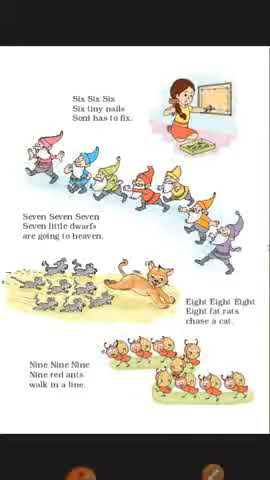 Six Six Six
Six tiny nails
Soni has to fix.
Seven Seven Seven
Seven little dwarfs
are going to heaven.
Eight Eight Eight
Eight fat rats
chase a cat.
Nine Nine Nine
Nine red ants
walk in a line.